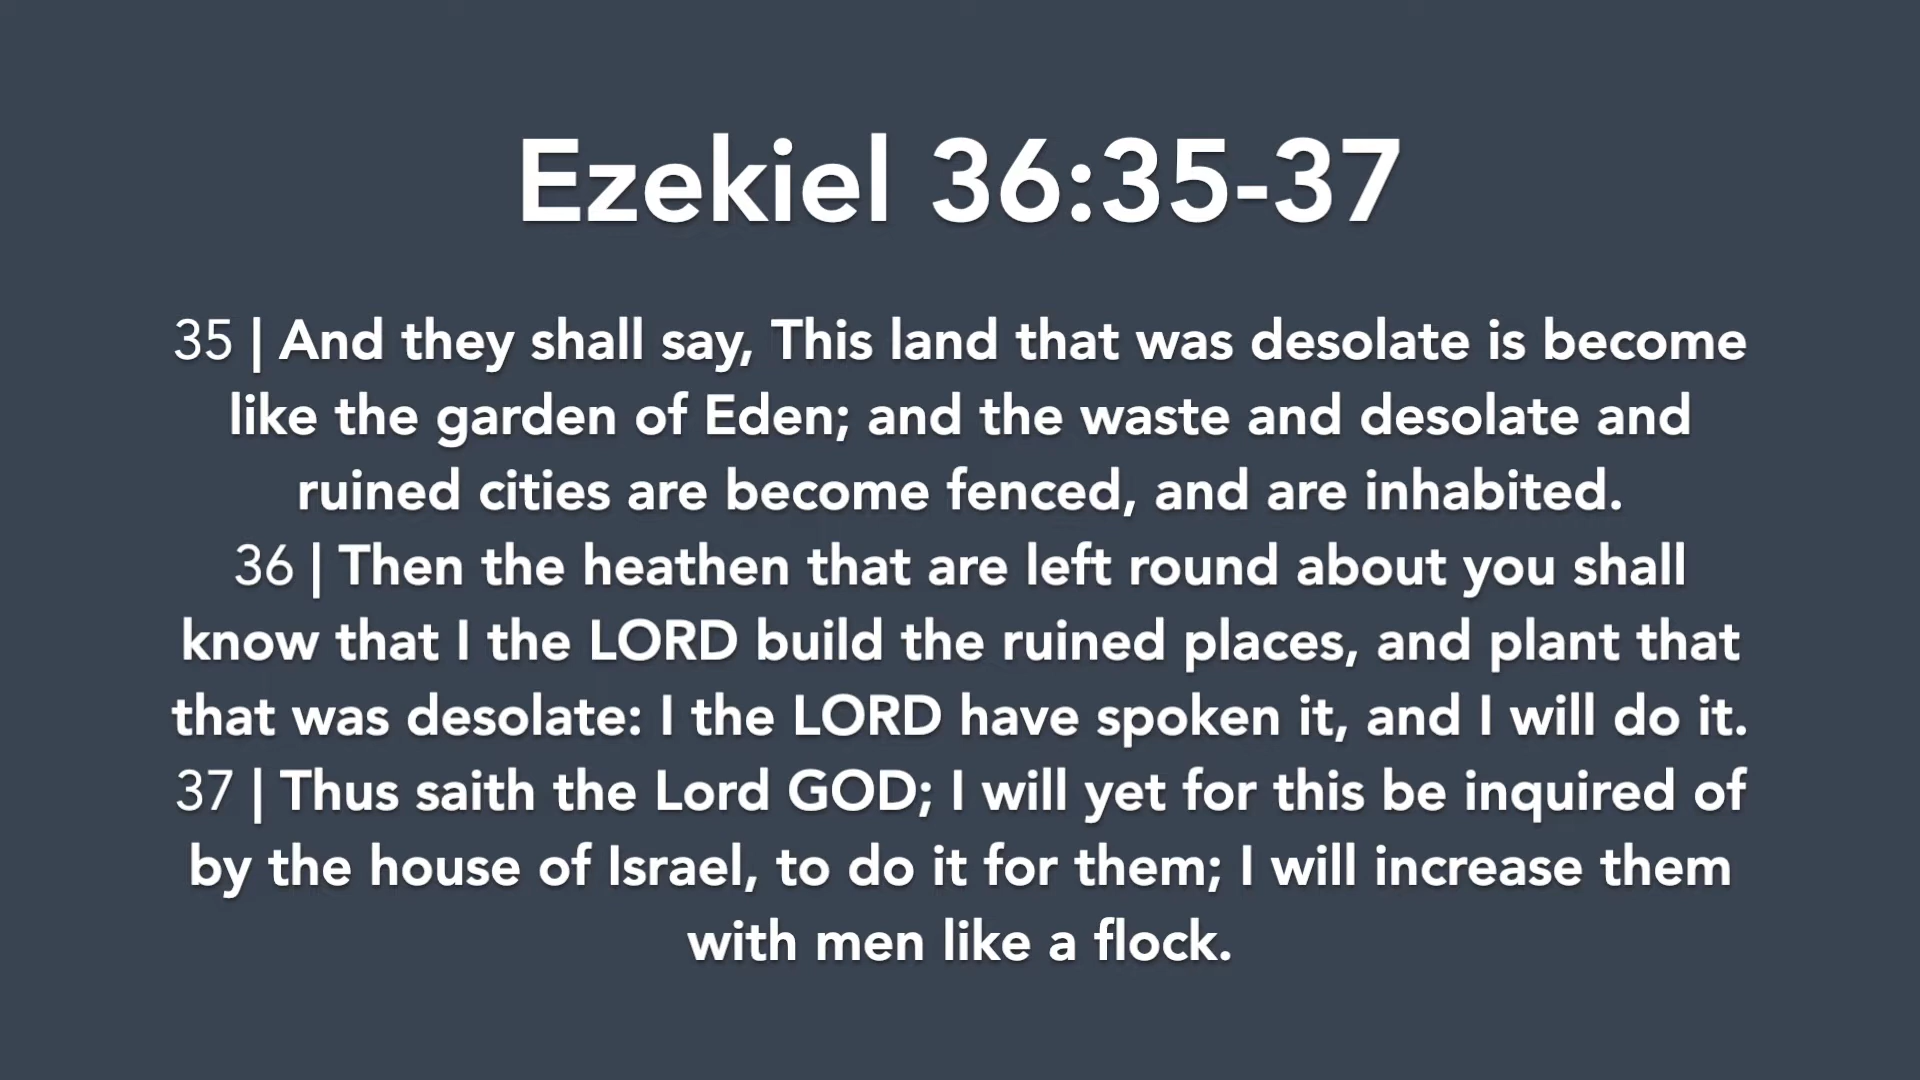 Ezekiel 36:35-37
35 | And they shall say, This land that was desolate is become
like the garden of Eden; and the waste and desolate and
ruined cities are become fenced, and are inhabited.
36 | Then the heathen that are left round about you shall
know that I the LORD build the ruined places, and plant that
that was desolate: I the LORD have spoken it, and I will do it.
37 | Thus saith the Lord GOD; I will yet for this be inquired of
by the house of Israel, to do it for them; I will increase them
with men like a flock.